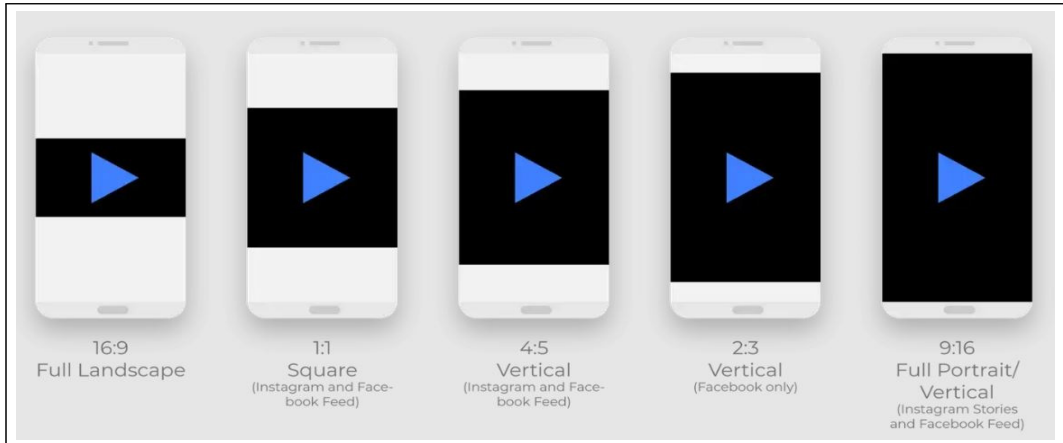 16:9
Full Landscape
1:1
Square
(Instagram and Face-
book Feed)
4:5
Vertical
(Instagram and Face-
book Feed)
2:3
Vertical
(Facebook only)
9:16
Full Portrait/
Vertical
(Instagram Stories
and Facebook Feed)